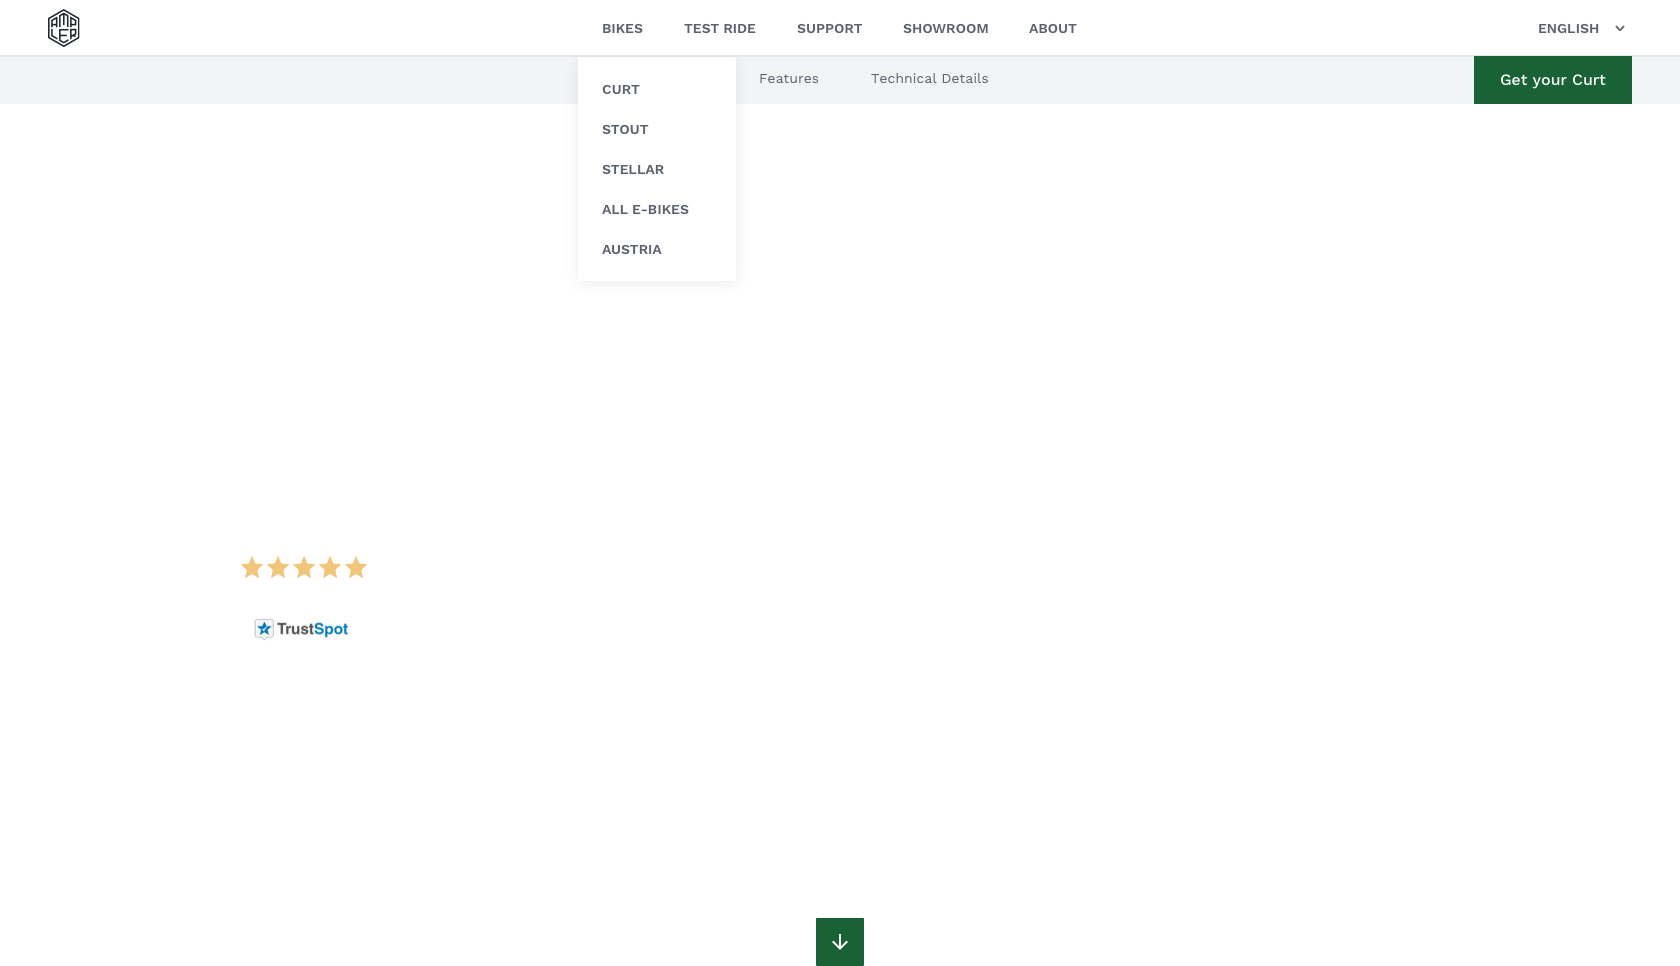 AMPLER
BIKES
TEST RIDE
SUPPORT
SHOWROOM
ABOUT
ENGLISH
Features
Technical Details
Get your Curt
CURT
STOUT
STELLAR
ALL E-BIKES
AUSTRIA
TrustSpot